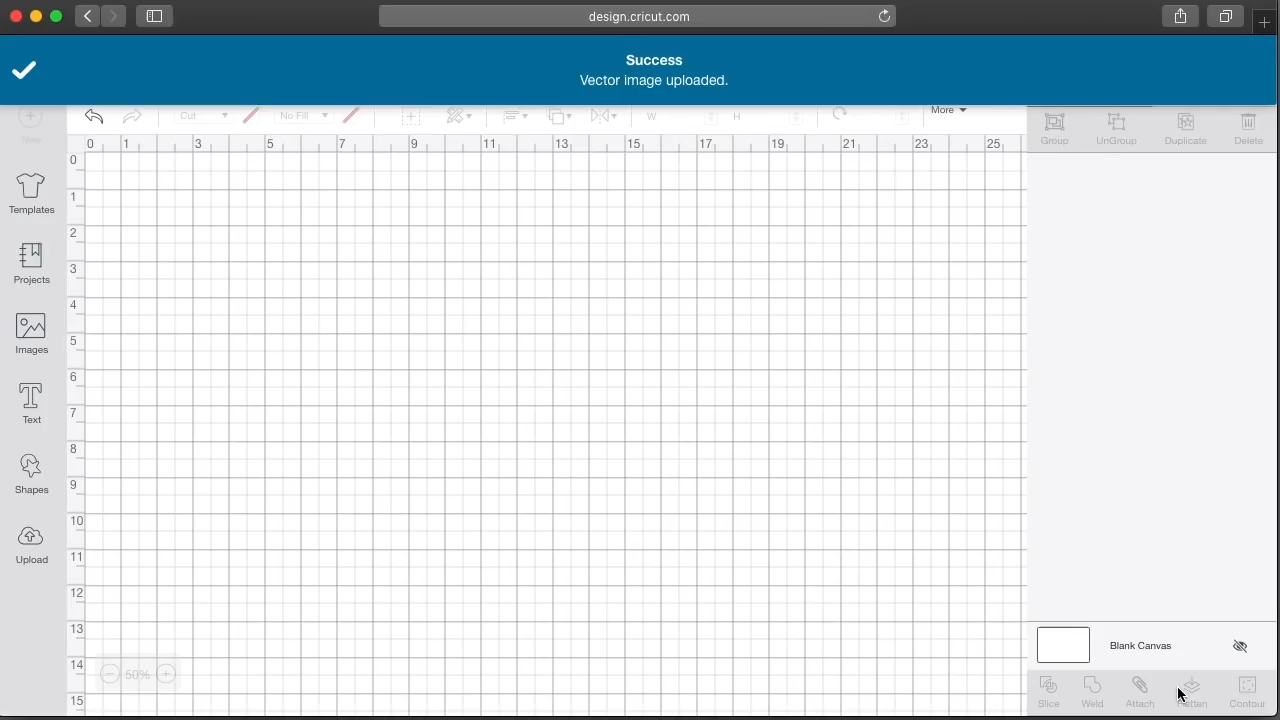 design.cricut.com
Success
Vector image uploaded.
New
Cut
No Fill
W
H
More
Group
UnGroup
Duplicate
Delete
0 1 3 5 7 9 11 13 15 17 19 21 23 25
0
1
2
3
4
5
6
7
8
9
10
11
12
13
14
15
Templates
Projects
Images
Text
Shapes
Upload
50%
Blank Canvas
Slice
Weld
Attach
Flatten
Contour